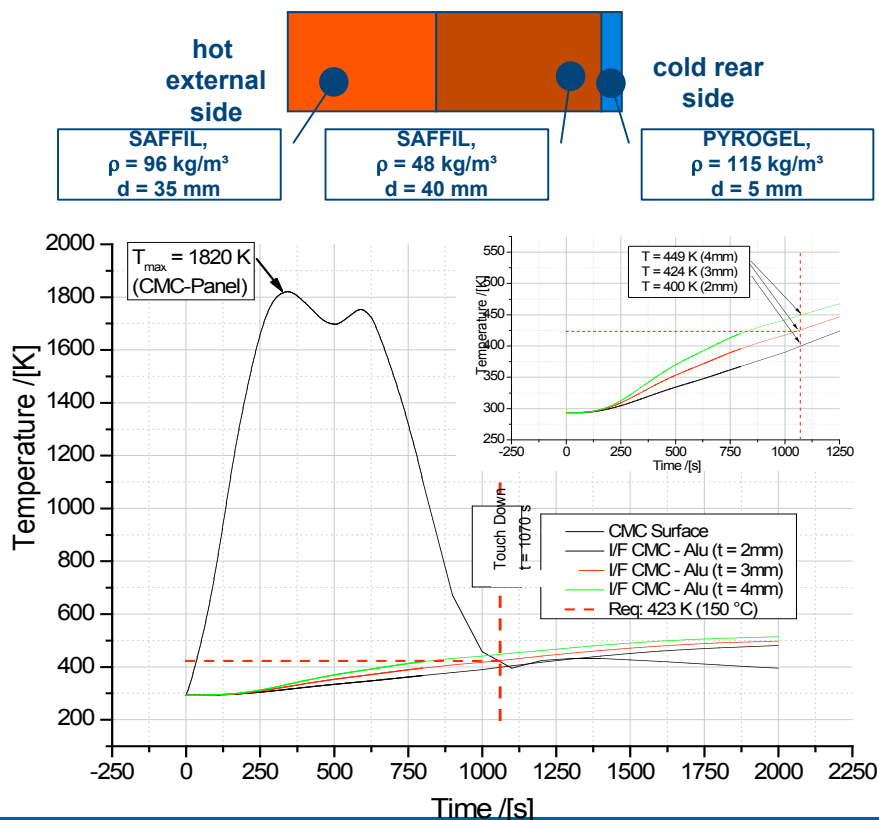 hot
external
side
cold rear
side
SAFFIL,
ρ = 96 kg/m³
d = 35 mm
SAFFIL,
ρ = 48 kg/m³
d = 40 mm
PYROGEL,
ρ = 115 kg/m³
d = 5 mm
2000
1800
1600
1400
1200
1000
800
600
400
200
Temperature /[K]
-250
0
250
500
750
1000
1250
1500
1750
2000
2250
Time /[s]
Tmax = 1820 K
(CMC-Panel)
550
500
450
400
350
300
250
Temperature /[K]
-250
0
250
500
750
1000
1250
Time /[s]
T = 449 K (4mm)
T = 424 K (3mm)
T = 400 K (2mm)
Touch Down
t = 1070 s
CMC Surface
I/F CMC - Alu (t = 2mm)
I/F CMC - Alu (t = 3mm)
I/F CMC - Alu (t = 4mm)
Req: 423 K (150 °C)